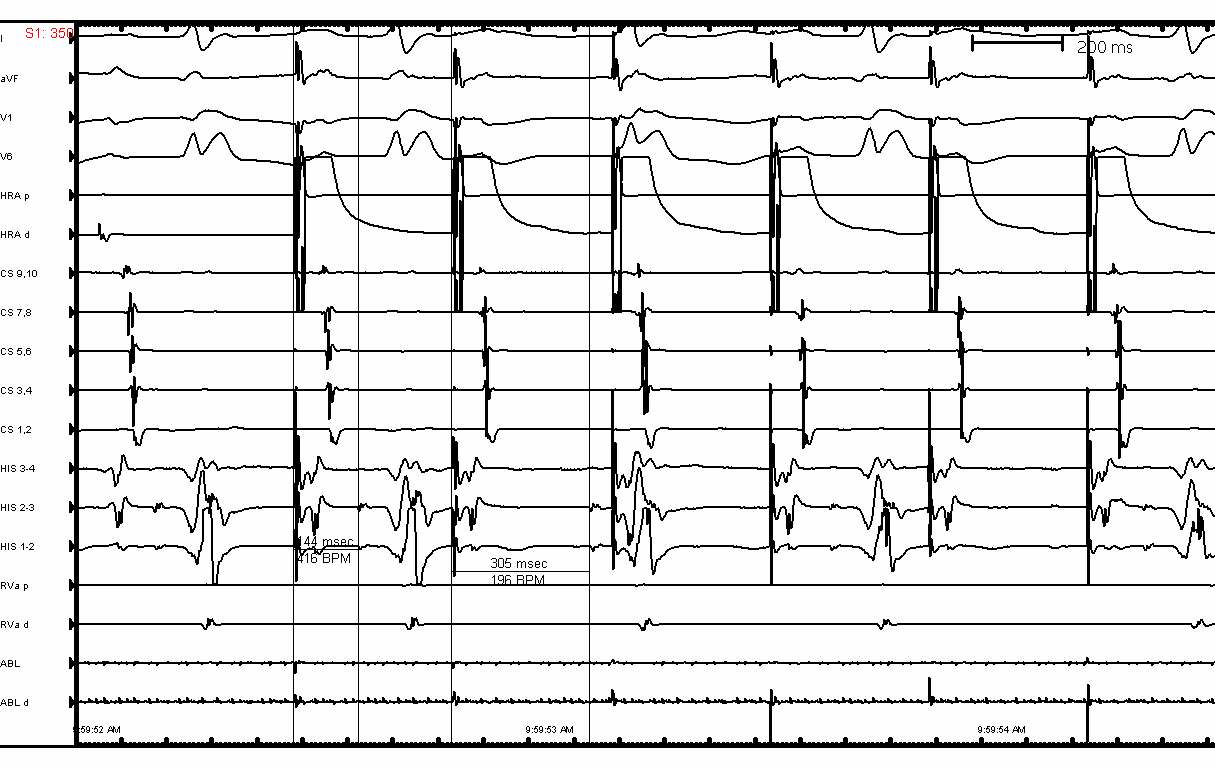 S1: 350
I
200 ms
aVF
V1
V6
HRA p
HRA d
CS 9,10
CS 7,8
CS 5,6
CS 3,4
CS 1,2
HIS 3-4
HIS 2-3
HIS 1-2
144 msec
416 BPM
305 msec
196 BPM
RVa p
RVa d
ABL
ABL d
9:59:52 AM
9:59:53 AM
9:59:54 AM